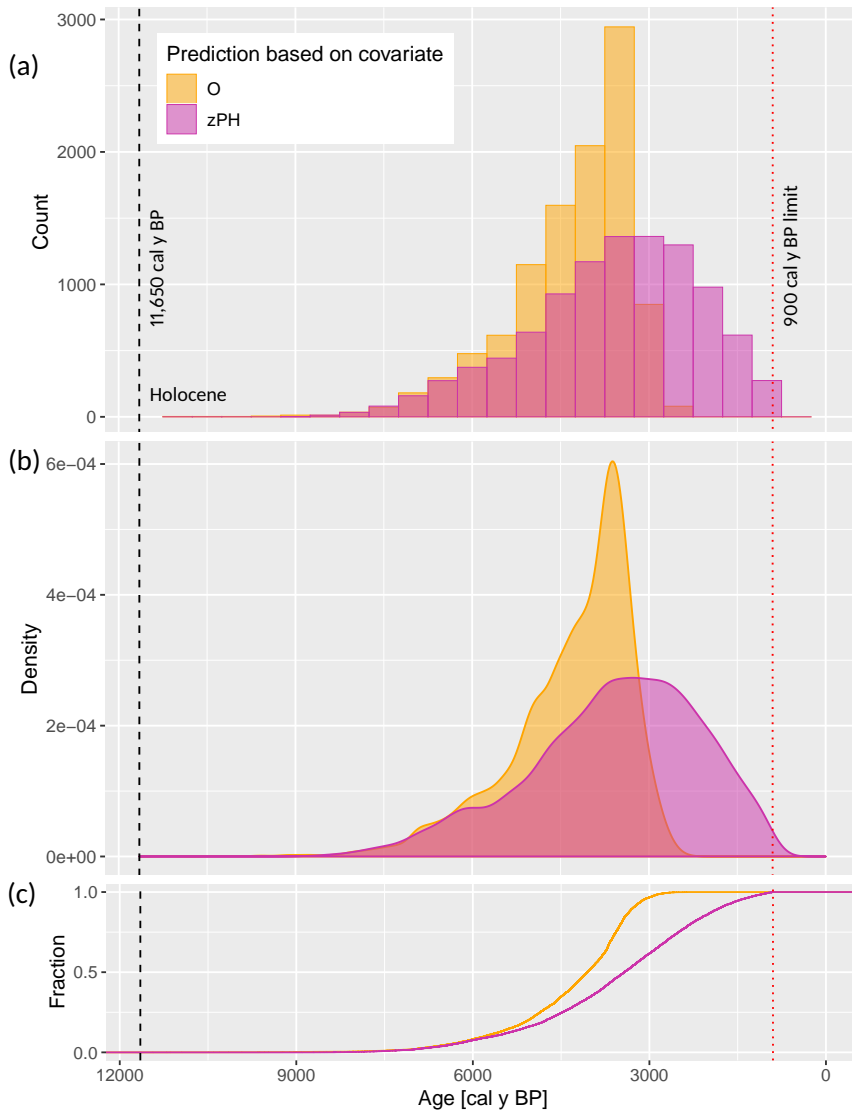 (a)
3000
2000
1000
0
Count
Prediction based on covariate
O
zPH
11,650 cal y BP
900 cal y BP limit
Holocene
(b)
6e−04
4e−04
2e−04
0e+00
Density
(c)
1.0
0.5
0.0
Fraction
12000 9000 6000 3000 0
Age [cal y BP]